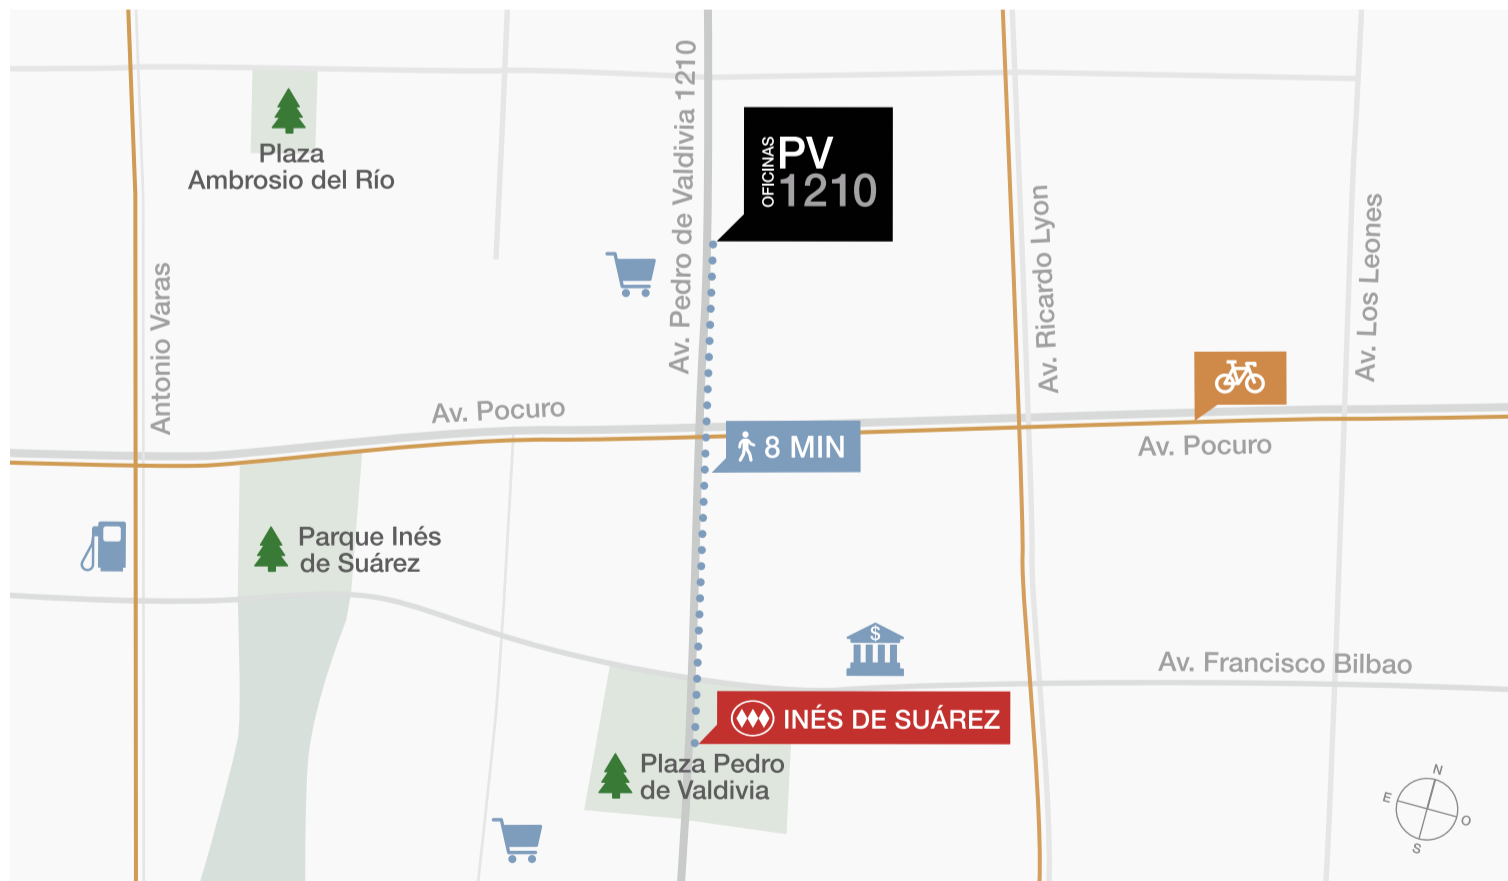 Av. Pedro de Valdivia 1210
OFICINAS
PV
1210
Plaza
Ambrosio del Río
Antonio Varas
Av. Ricardo Lyon
Av. Los Leones
Av. Pocuro
8 MIN
Av. Pocuro
Parque Inés
de Suárez
$
Av. Francisco Bilbao
INÉS DE SUÁREZ
Plaza Pedro
de Valdivia
N
E
O
S